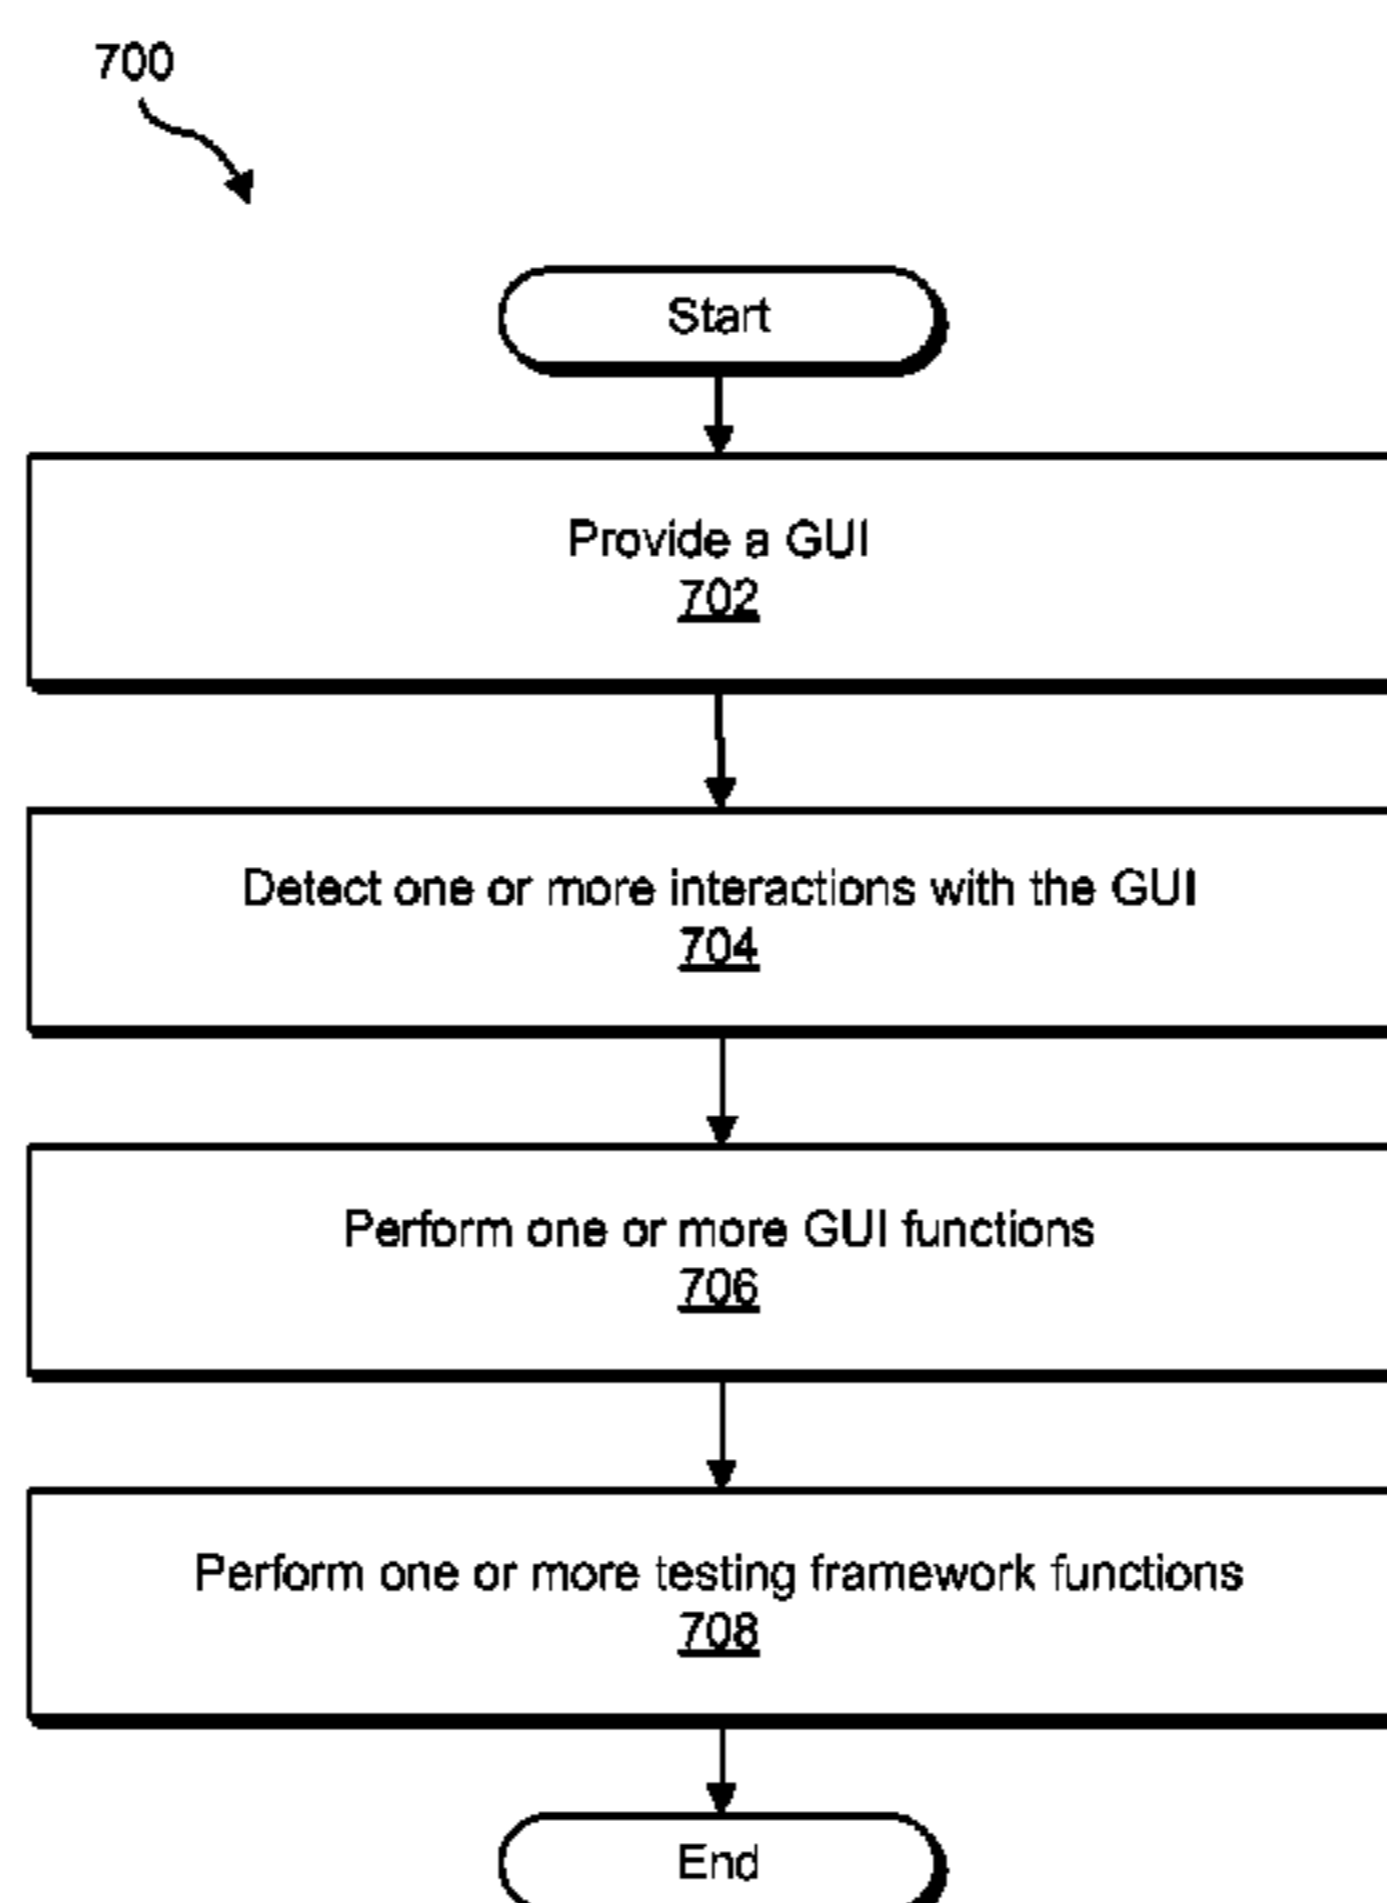 700
Start
Provide a GUI
702
Detect one or more interactions with the GUI
704
Perform one or more GUI functions
706
Perform one or more testing framework functions
708
End